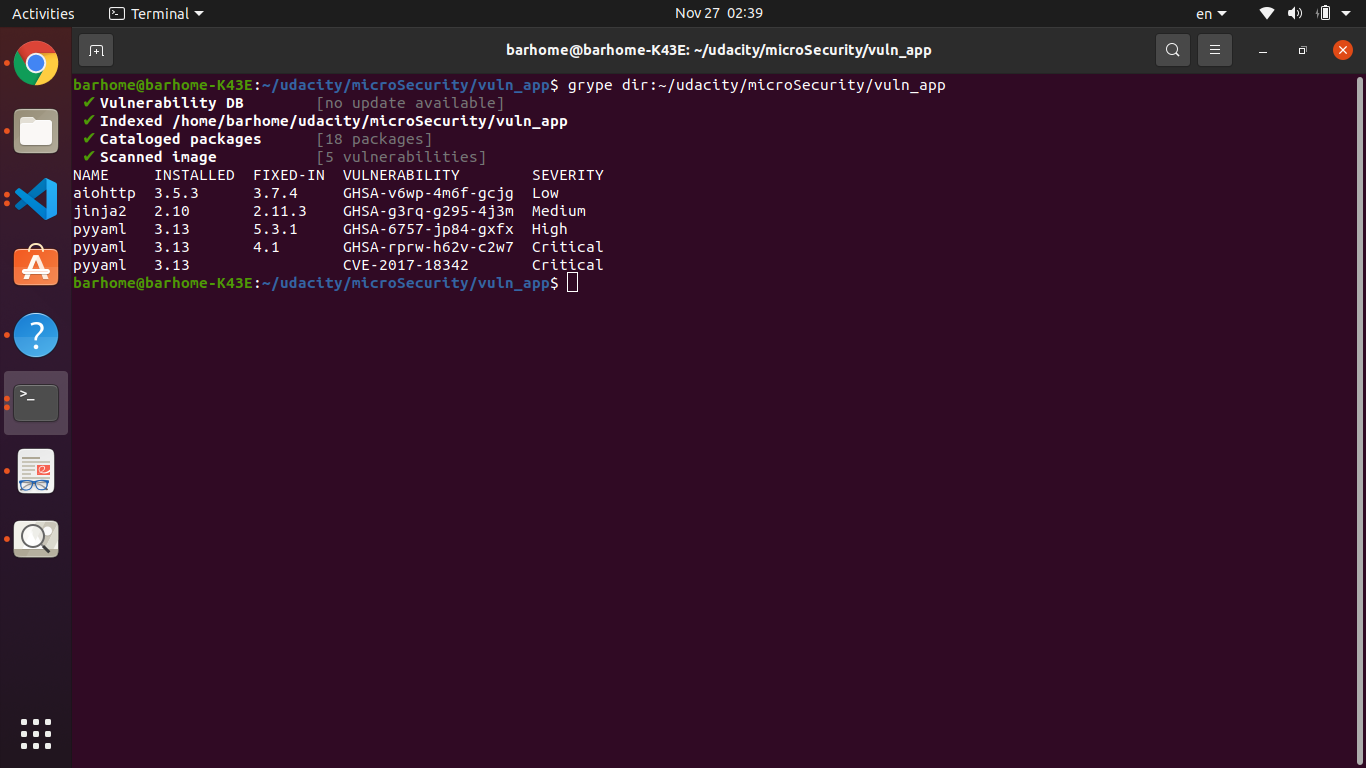 Activities Terminal Nov 27 02:39 en
barhome@barhome-K43E: ~/udacity/microSecurity/vuln_app
barhome@barhome-K43E:~/udacity/microSecurity/vuln_app$ grype dir:~/udacity/microSecurity/vuln_app
✔ Vulnerability DB [no update available]
✔ Indexed /home/barhome/udacity/microSecurity/vuln_app
✔ Cataloged packages [18 packages]
✔ Scanned image [5 vulnerabilities]
NAME INSTALLED FIXED-IN VULNERABILITY SEVERITY
aiohttp 3.5.3 3.7.4 GHSA-v6wp-4m6f-gcjg Low
jinja2 2.10 2.11.3 GHSA-g3rq-g295-4j3m Medium
pyyaml 3.13 5.3.1 GHSA-6757-jp84-gxfx High
pyyaml 3.13 4.1 GHSA-rprw-h62v-c2w7 Critical
pyyaml 3.13 CVE-2017-18342 Critical
barhome@barhome-K43E:~/udacity/microSecurity/vuln_app$